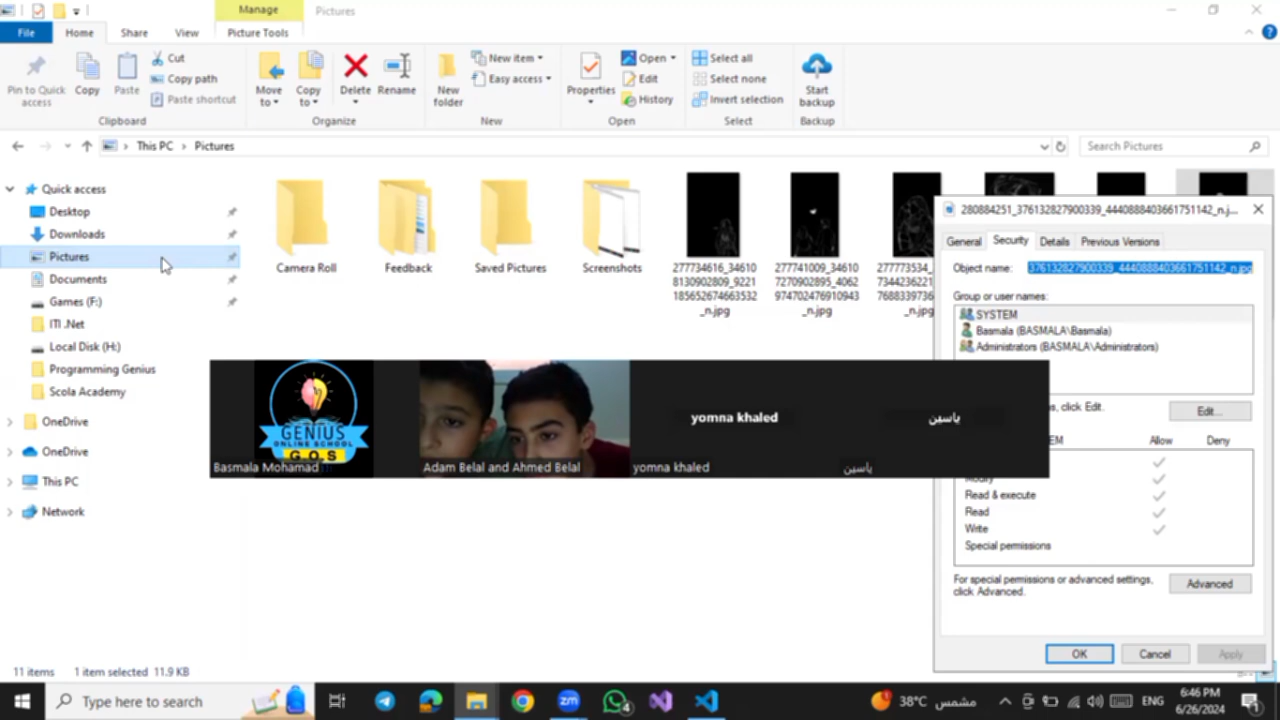 Manage
Pictures
File
Home
Share
View
Picture Tools
Pin to Quick access
Copy
Paste
Cut
Copy path
Paste shortcut
Move to
Copy to
Delete
Rename
New folder
New item
Easy access
Properties
Open
Edit
History
Select all
Select none
Invert selection
Start backup
Clipboard
Organize
New
Open
Select
Backup
This PC
Pictures
Search Pictures
Quick access
Desktop
Downloads
Pictures
Documents
Games (F:)
ITI .Net
Local Disk (H:)
Programming Genius
Scola Academy
OneDrive
OneDrive
This PC
Network
Camera Roll
Feedback
Saved Pictures
Screenshots
277734616_34610
8130902809_9221
185652674663532
_n.jpg
277741009_34610
7270902895_4062
974702476910943
_n.jpg
277773534_
7344236221
7688339736
_n.jpg
280884251_376132827900339_4440888403661751142_n.j...
General
Security
Details
Previous Versions
Object name:
376132827900339_4440888403661751142_n.jpg
Group or user names:
SYSTEM
Basmala (BASMALA\Basmala)
Administrators (BASMALA\Administrators)
s, click Edit.
Edit...
EM
Allow
Deny
Modify
Read & execute
Read
Write
Special permissions
For special permissions or advanced settings,
click Advanced.
Advanced
OK
Cancel
Apply
GENIUS
ONLINE SCHOOL
G.O.S
Basmala Mohamad
Adam Belal and Ahmed Belal
yomna khaled
yomna khaled
ياسين
ياسين
11 items
1 item selected
11.9 KB
Type here to search
zm
4
38°C
مشمس
ENG
6:46 PM
6/26/2024
1